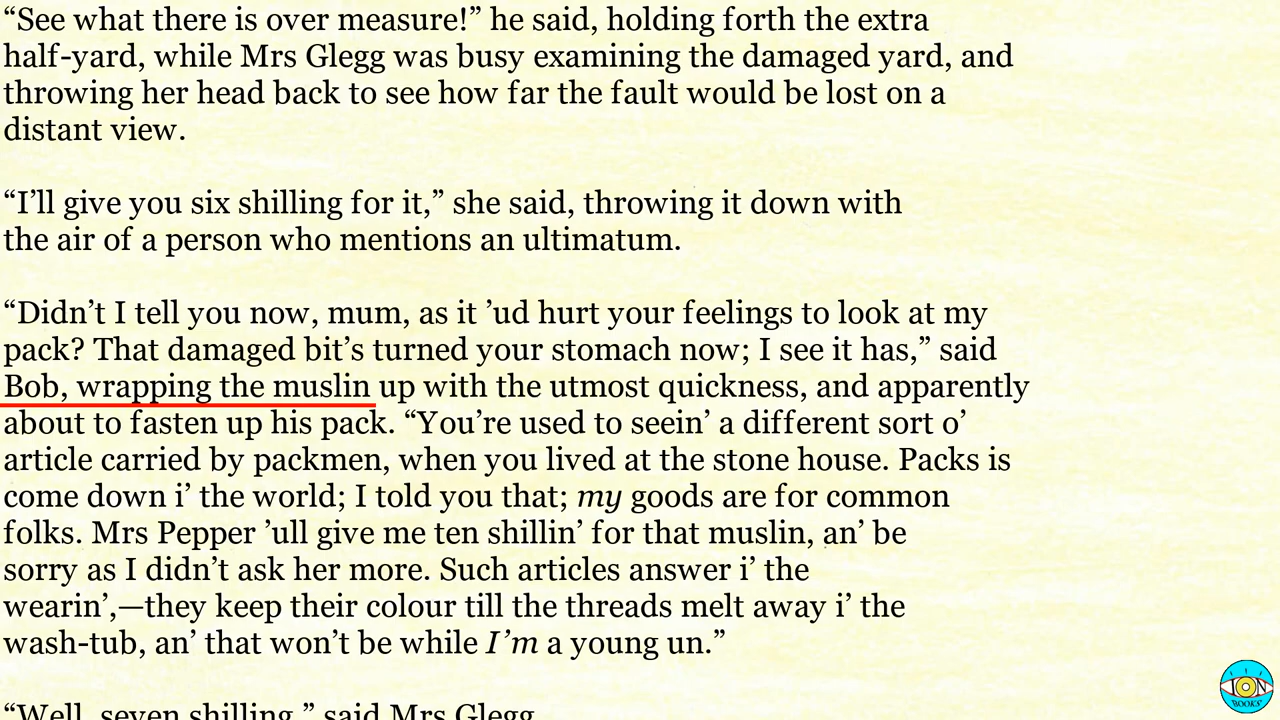 “See what there is over measure!” he said, holding forth the extra
half-yard, while Mrs Glegg was busy examining the damaged yard, and
throwing her head back to see how far the fault would be lost on a
distant view.
“I’ll give you six shilling for it,” she said, throwing it down with
the air of a person who mentions an ultimatum.
“Didn’t I tell you now, mum, as it ’ud hurt your feelings to look at my
pack? That damaged bit’s turned your stomach now; I see it has,” said
Bob, wrapping the muslin up with the utmost quickness, and apparently
about to fasten up his pack. “You’re used to seein’ a different sort o’
article carried by packmen, when you lived at the stone house. Packs is
come down i’ the world; I told you that; my goods are for common
folks. Mrs Pepper ’ull give me ten shillin’ for that muslin, an’ be
sorry as I didn’t ask her more. Such articles answer i’ the
wearin’,—they keep their colour till the threads melt away i’ the
wash-tub, an’ that won’t be while I’m a young un.”
“Well, seven shilling,” said Mrs Glegg.
ION
BOOKS